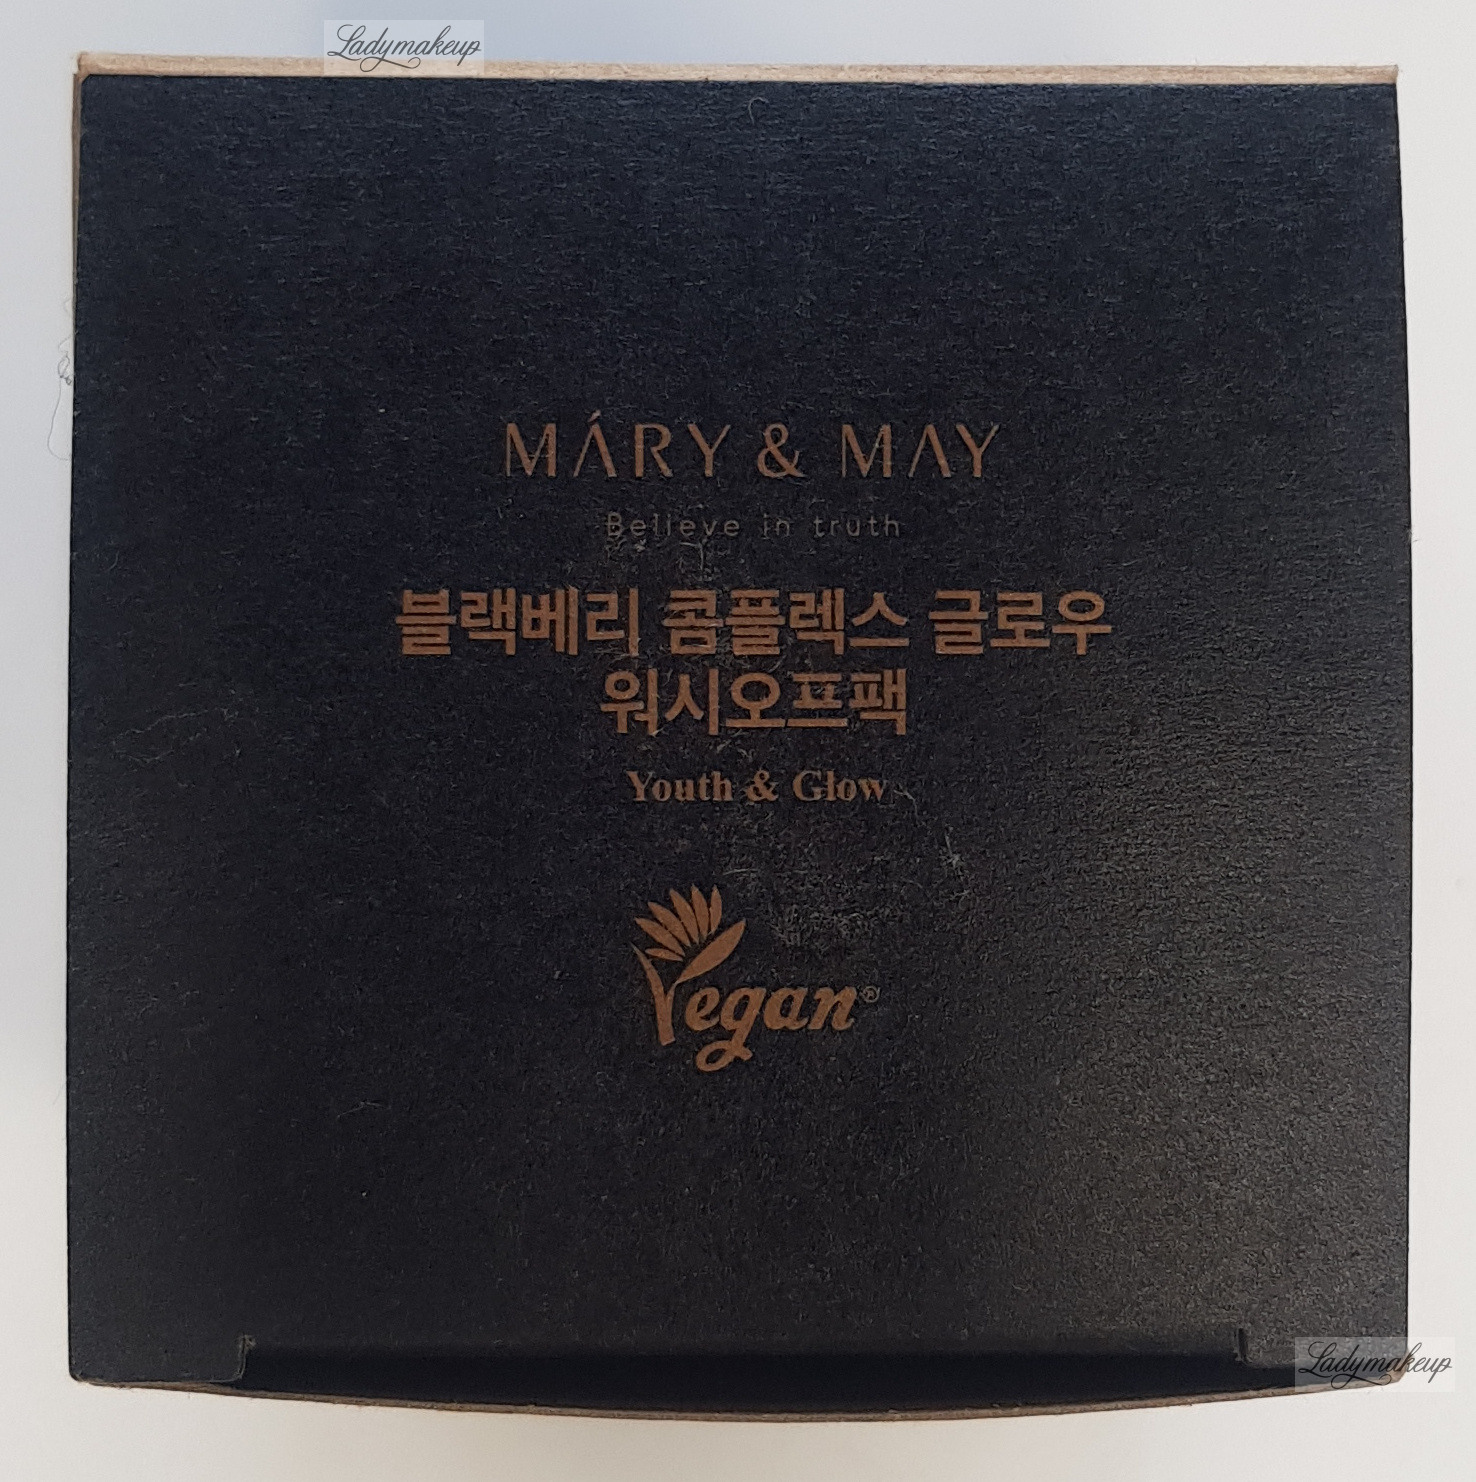 Ladymakeup
MÁRY & MAY
Believe in truth
블랙베리 콤플렉스 글로우
워시오프팩
Youth & Glow
Vegan®
Ladymakeup